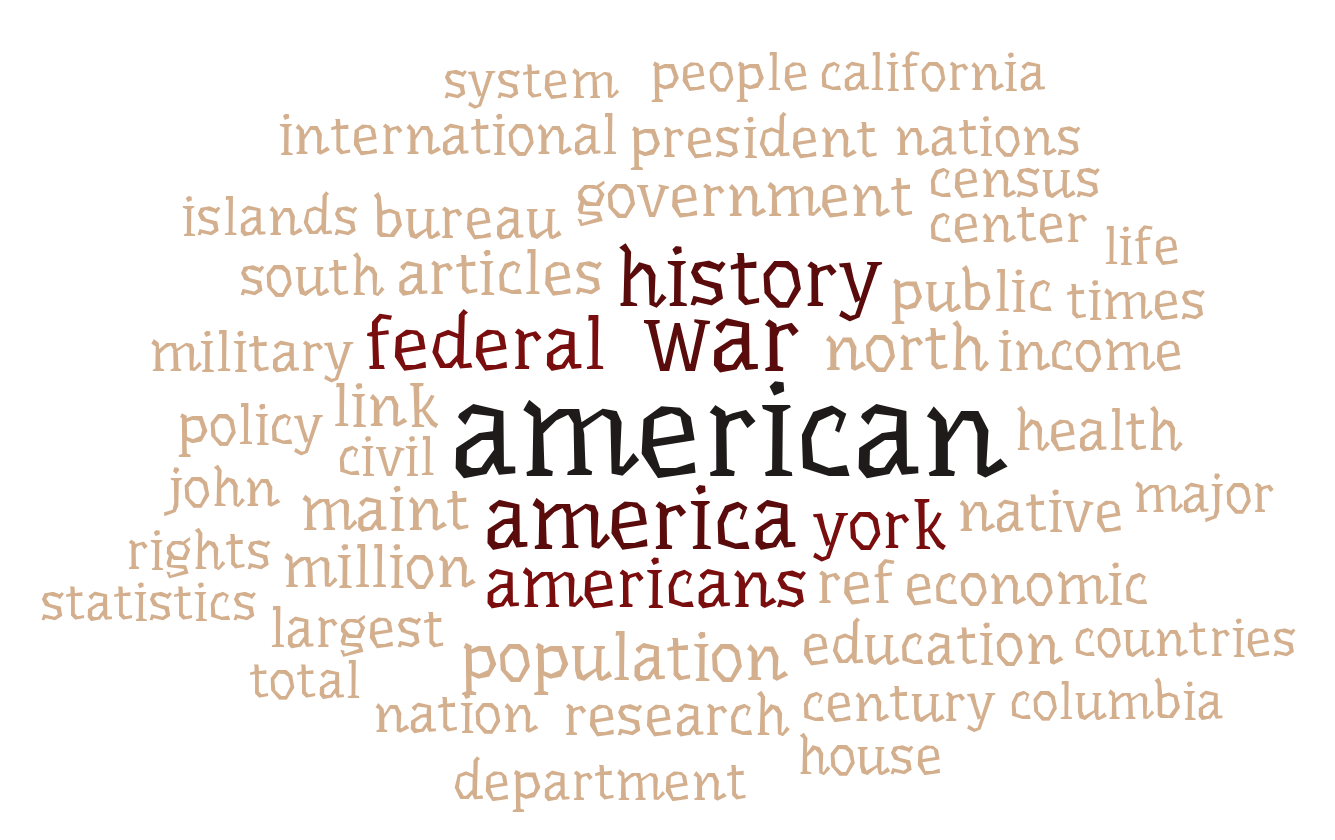 system people california
international president nations
islands bureau government census
center life
south articles history public times
military federal war north income
policy link american health
civil
john maint america york native major
rights million americans ref economic
statistics largest population education countries
total nation research century columbia
department house